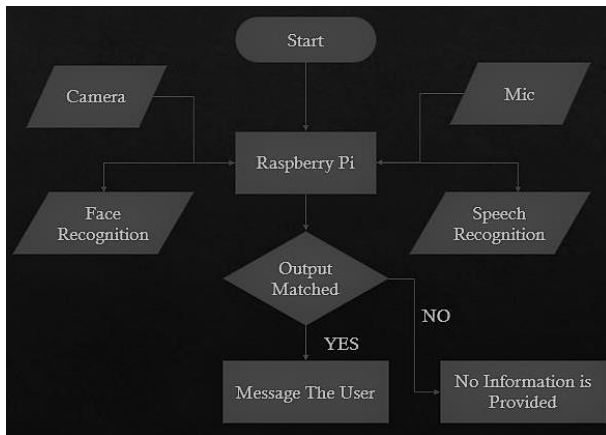 Start
Camera
Mic
Raspberry Pi
Face
Recognition
Speech
Recognition
Output
Matched
NO
YES
Message The User
No Information is
Provided